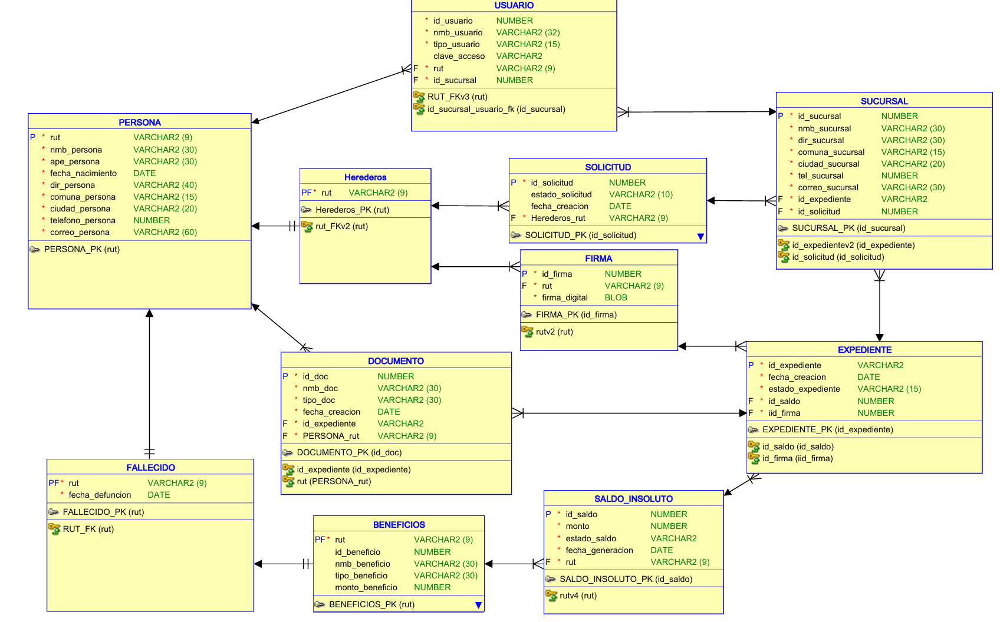 USUARIO
* id_usuario NUMBER
* nmb_usuario VARCHAR2 (32)
* tipo_usuario VARCHAR2 (15)
clave_acceso VARCHAR2
F * rut VARCHAR2 (9)
F * id_sucursal NUMBER
RUT_FKv3 (rut)
id_sucursal_usuario_fk (id_sucursal)
SUCURSAL
P * id_sucursal NUMBER
* nmb_sucursal VARCHAR2 (30)
* dir_sucursal VARCHAR2 (30)
* comuna_sucursal VARCHAR2 (15)
* ciudad_sucursal VARCHAR2 (20)
* tel_sucursal NUMBER
* correo_sucursal VARCHAR2 (30)
F * id_expediente VARCHAR2
F * id_solicitud NUMBER
SUCURSAL_PK (id_sucursal)
id_expedientev2 (id_expediente)
id_solicitud (id_solicitud)
PERSONA
P * rut VARCHAR2 (9)
* nmb_persona VARCHAR2 (30)
* ape_persona VARCHAR2 (30)
* fecha_nacimiento DATE
* dir_persona VARCHAR2 (40)
* comuna_persona VARCHAR2 (15)
* ciudad_persona VARCHAR2 (20)
* telefono_persona NUMBER
* correo_persona VARCHAR2 (60)
PERSONA_PK (rut)
Herederos
PF* rut VARCHAR2 (9)
Herederos_PK (rut)
rut_FKv2 (rut)
SOLICITUD
P * id_solicitud NUMBER
estado_solicitud VARCHAR2 (10)
fecha_creacion DATE
F * Herederos_rut VARCHAR2 (9)
SOLICITUD_PK (id_solicitud)
FIRMA
P * id_firma NUMBER
F * rut VARCHAR2 (9)
* firma_digital BLOB
FIRMA_PK (id_firma)
rutv2 (rut)
EXPEDIENTE
P * id_expediente VARCHAR2
* fecha_creacion DATE
* estado_expediente VARCHAR2 (15)
F * id_saldo NUMBER
F * iid_firma NUMBER
EXPEDIENTE_PK (id_expediente)
id_saldo (id_saldo)
id_firma (iid_firma)
DOCUMENTO
P * id_doc NUMBER
* nmb_doc VARCHAR2 (30)
* tipo_doc VARCHAR2 (30)
* fecha_creacion DATE
F * id_expediente VARCHAR2
F * PERSONA_rut VARCHAR2 (9)
DOCUMENTO_PK (id_doc)
id_expediente (id_expediente)
rut (PERSONA_rut)
FALLECIDO
PF* rut VARCHAR2 (9)
* fecha_defuncion DATE
FALLECIDO_PK (rut)
RUT_FK (rut)
BENEFICIOS
PF* rut VARCHAR2 (9)
id_beneficio NUMBER
nmb_beneficio VARCHAR2 (30)
tipo_beneficio VARCHAR2 (30)
monto_beneficio NUMBER
BENEFICIOS_PK (rut)
SALDO_INSOLUTO
P * id_saldo NUMBER
* monto NUMBER
* estado_saldo VARCHAR2
* fecha_generacion DATE
F * rut VARCHAR2 (9)
SALDO_INSOLUTO_PK (id_saldo)
rutv4 (rut)